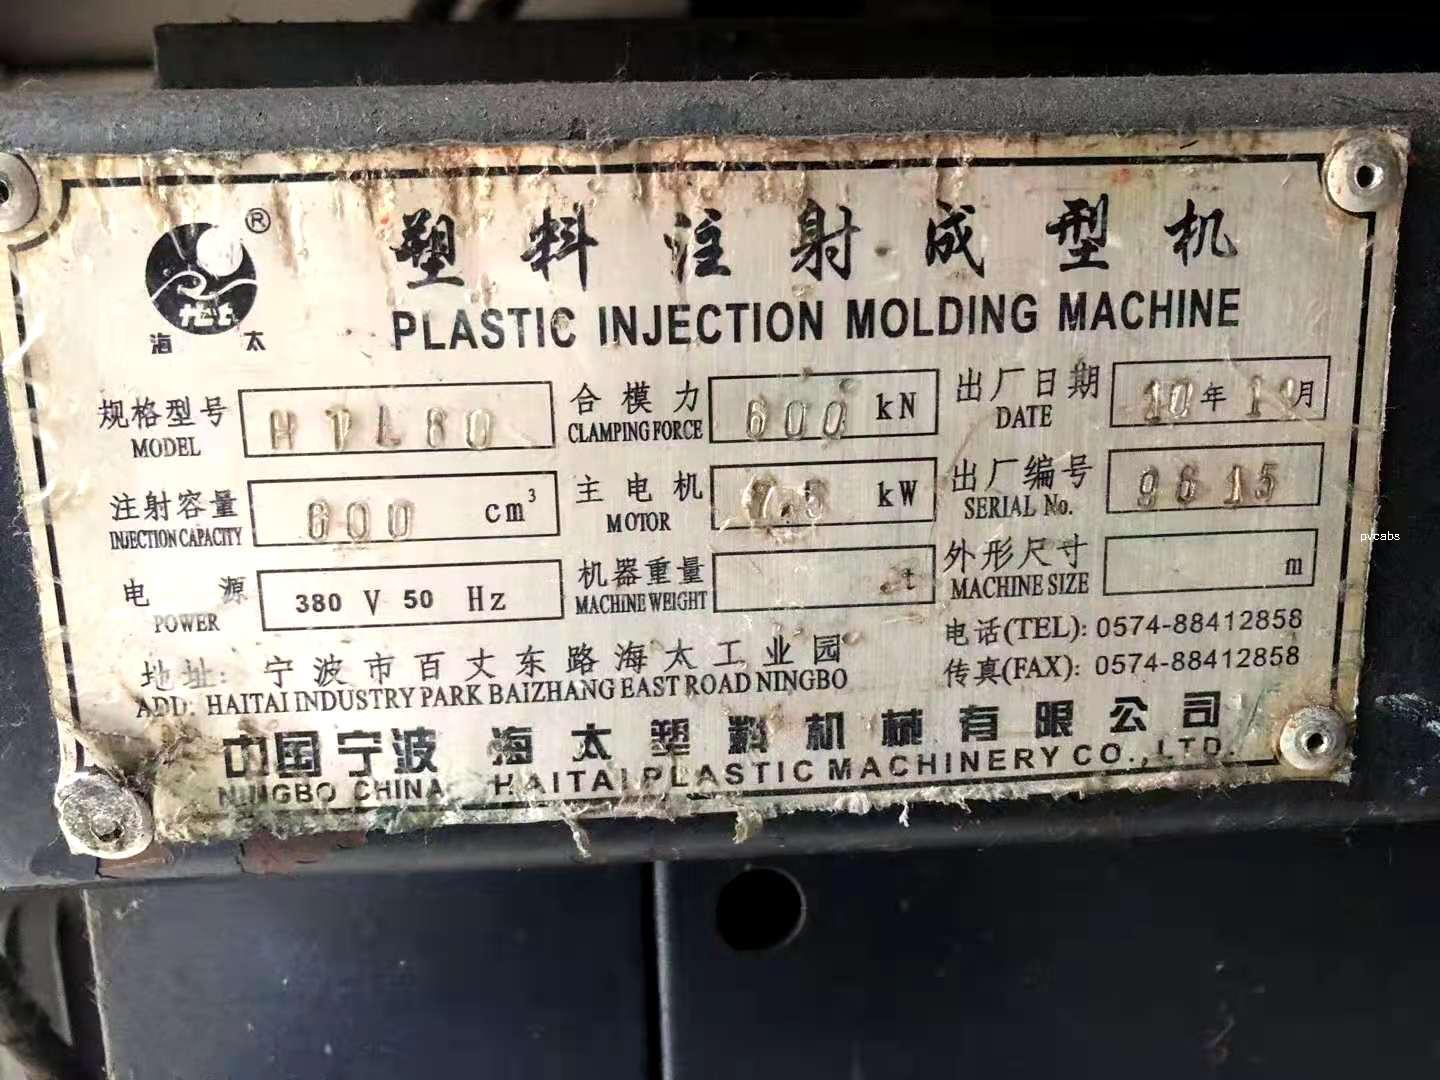 ®
海太
塑料注射成型机
PLASTIC INJECTION MOLDING MACHINE
规格型号 合模力 600 kN 出厂日期 10年 月
MODEL CLAMPING FORCE DATE
注射容量 600 cm³ 主电机 7.5 kW 出厂编号 9615
INJECTION CAPACITY MOTOR SERIAL No.
电源 380 V 50 Hz 机器重量 t 外形尺寸 m
POWER MACHINE WEIGHT MACHINE SIZE
地址: 宁波市百丈东路海太工业园 电话(TEL): 0574-88412858
ADD: HAITAI INDUSTRY PARK BAIZHANG EAST ROAD NINGBO 传真(FAX): 0574-88412858
中国宁波 海太塑料机械有限公司
NINGBO CHINA HAITAI PLASTIC MACHINERY CO., LTD.
pvcabs